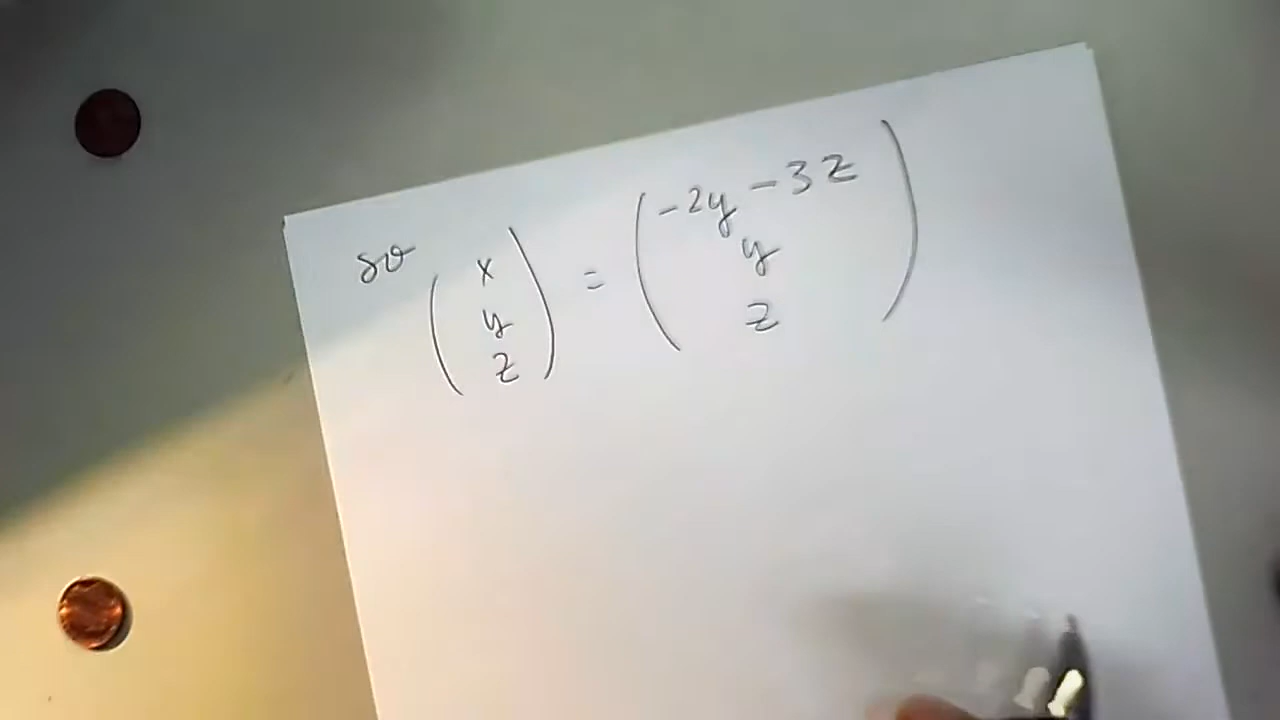 so ( x y z ) = ( -2y -3z y z )